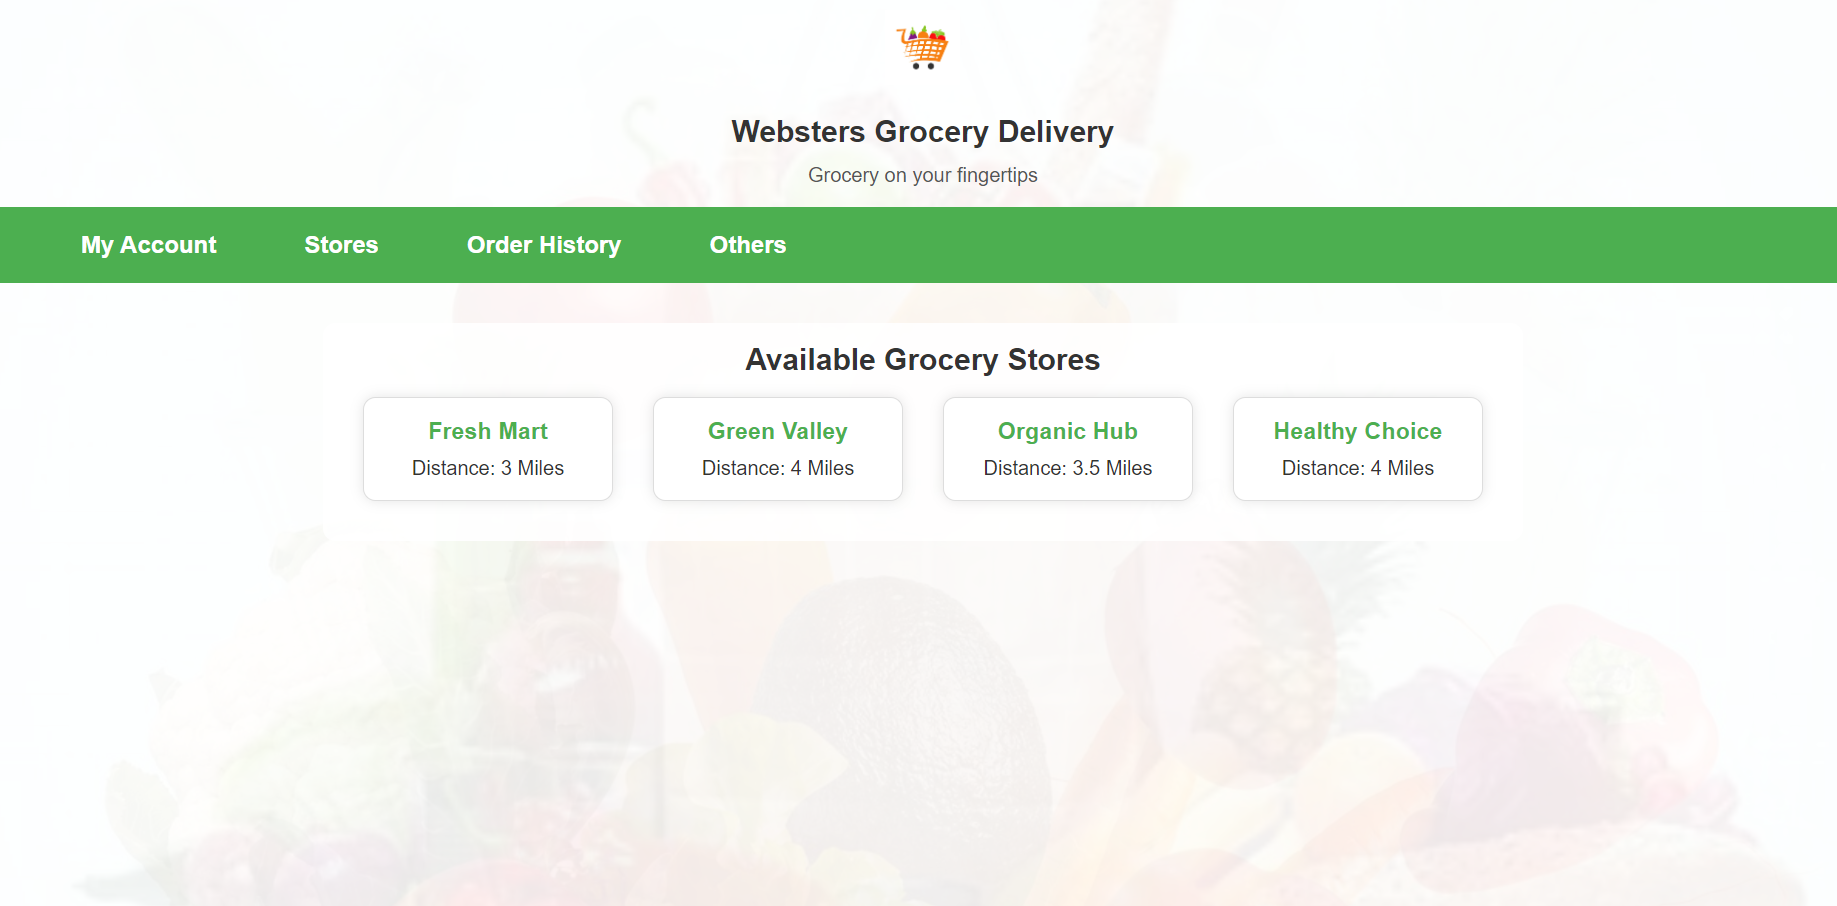 Websters Grocery Delivery
Grocery on your fingertips
My Account Stores Order History Others
Available Grocery Stores
Fresh Mart
Distance: 3 Miles
Green Valley
Distance: 4 Miles
Organic Hub
Distance: 3.5 Miles
Healthy Choice
Distance: 4 Miles